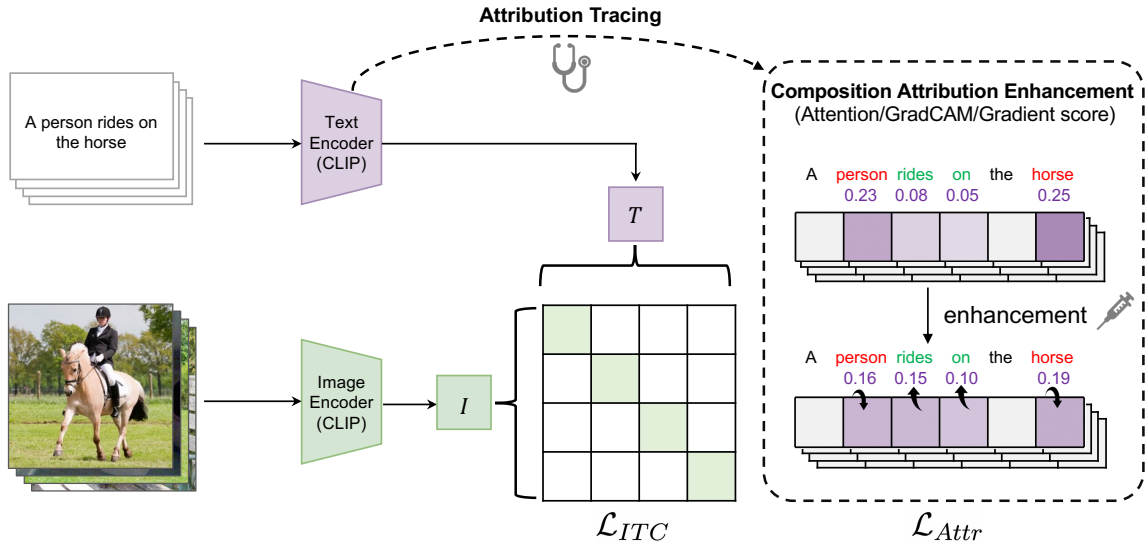 Attribution Tracing
A person rides on
the horse
Text
Encoder
(CLIP)
T
Image
Encoder
(CLIP)
I
ℒ_ITC
Composition Attribution Enhancement
(Attention/GradCAM/Gradient score)
A person rides on the horse
0.23 0.08 0.05 0.25
enhancement
A person rides on the horse
0.16 0.15 0.10 0.19
ℒ_Attr